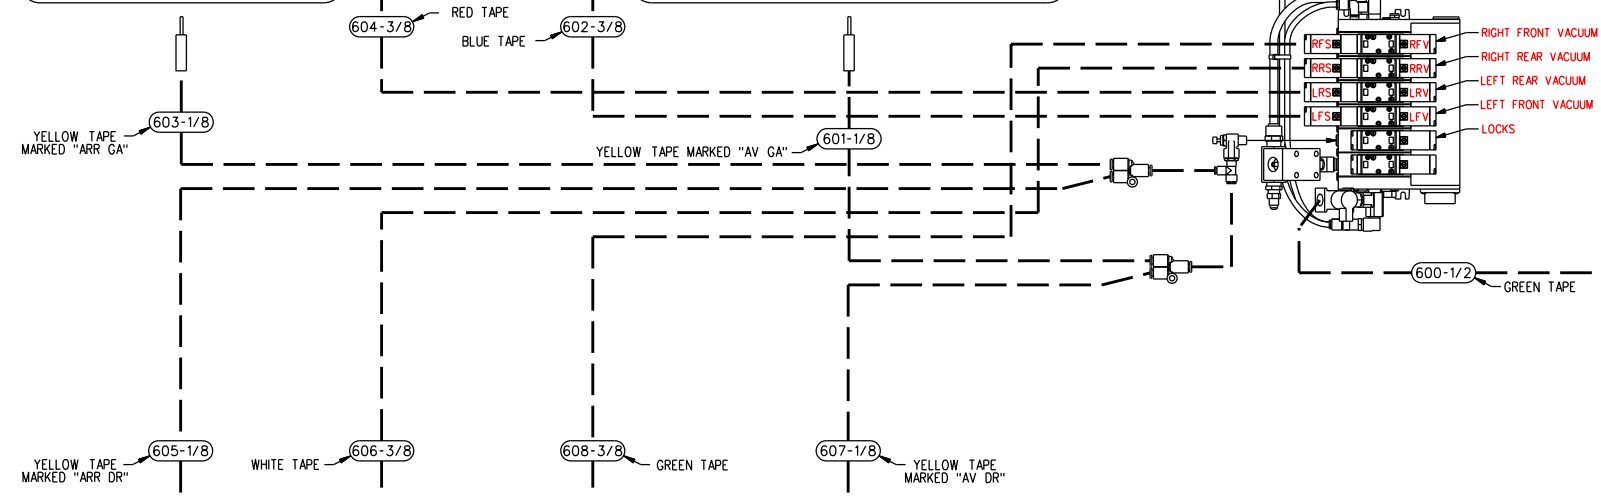 RED TAPE
604-3/8
602-3/8
BLUE TAPE
RFS
RFV
RIGHT FRONT VACUUM
RRS
RRV
RIGHT REAR VACUUM
LRS
LRV
LEFT REAR VACUUM
LFS
LFV
LEFT FRONT VACUUM
LOCKS
603-1/8
YELLOW TAPE
MARKED "ARR GA"
601-1/8
YELLOW TAPE MARKED "AV GA"
600-1/2
GREEN TAPE
605-1/8
YELLOW TAPE
MARKED "ARR DR"
606-3/8
WHITE TAPE
608-3/8
GREEN TAPE
607-1/8
YELLOW TAPE
MARKED "AV DR"